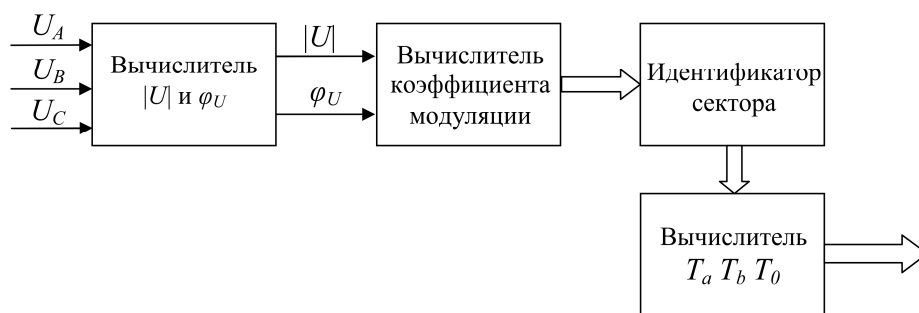 U_A
U_B
U_C
Вычислитель
|U| и φ_U
|U|
φ_U
Вычислитель
коэффициента
модуляции
Идентификатор
сектора
Вычислитель
T_a T_b T_0